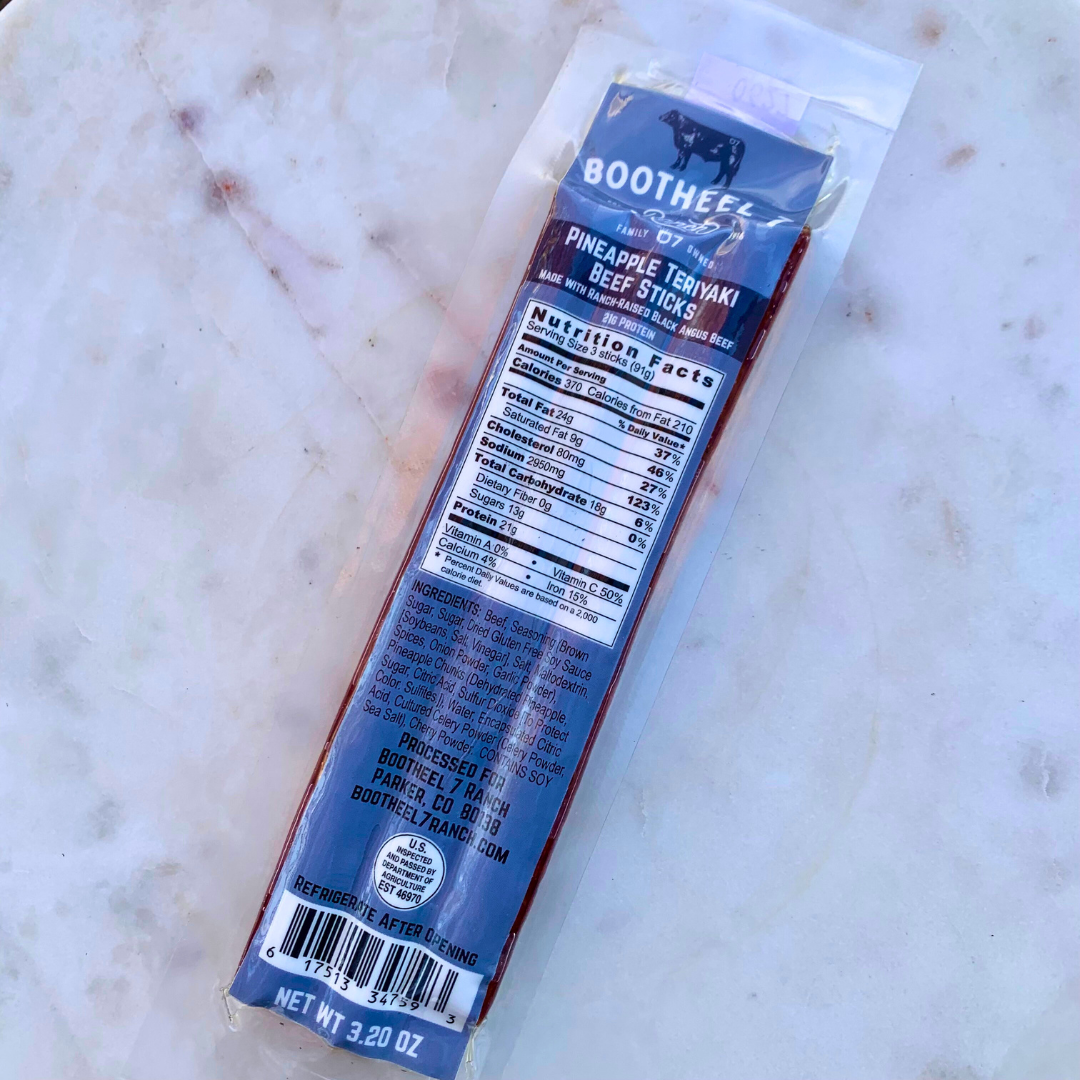 BOOTHEEL 7
Ranch
FAMILY 7 OWNED
PINEAPPLE TERIYAKI
BEEF STICKS
MADE WITH RANCH-RAISED BLACK ANGUS BEEF
21G PROTEIN
Nutrition Facts
Serving Size 3 sticks (91g)
Amount Per Serving
Calories 370 Calories from Fat 210
% Daily Value*
Total Fat 24g 37%
Saturated Fat 9g 46%
Cholesterol 80mg 27%
Sodium 2950mg 123%
Total Carbohydrate 18g 6%
Dietary Fiber 0g 0%
Sugars 13g
Protein 21g
Vitamin A 0% • Vitamin C 50%
Calcium 4% • Iron 15%
* Percent Daily Values are based on a 2,000
calorie diet.
INGREDIENTS: Beef, Seasoning (Brown
Sugar, Sugar, Dried Gluten Free Soy Sauce
[Soybeans, Salt, Vinegar], Salt, Maltodextrin,
Spices, Onion Powder, Garlic Powder),
Pineapple Chunks (Dehydrated Pineapple,
Sugar, Citric Acid, Sulfur Dioxide To Protect
Color, Sulfites), Water, Encapsulated Citric
Acid, Cultured Celery Powder (Celery Powder,
Sea Salt), Cherry Powder. CONTAINS SOY
PROCESSED FOR
BOOTHEEL 7 RANCH
PARKER, CO 80138
BOOTHEEL7RANCH.COM
U.S.
INSPECTED
AND PASSED BY
DEPARTMENT OF
AGRICULTURE
EST 46970
REFRIGERATE AFTER OPENING
6 17513 34759 3
NET WT 3.20 OZ